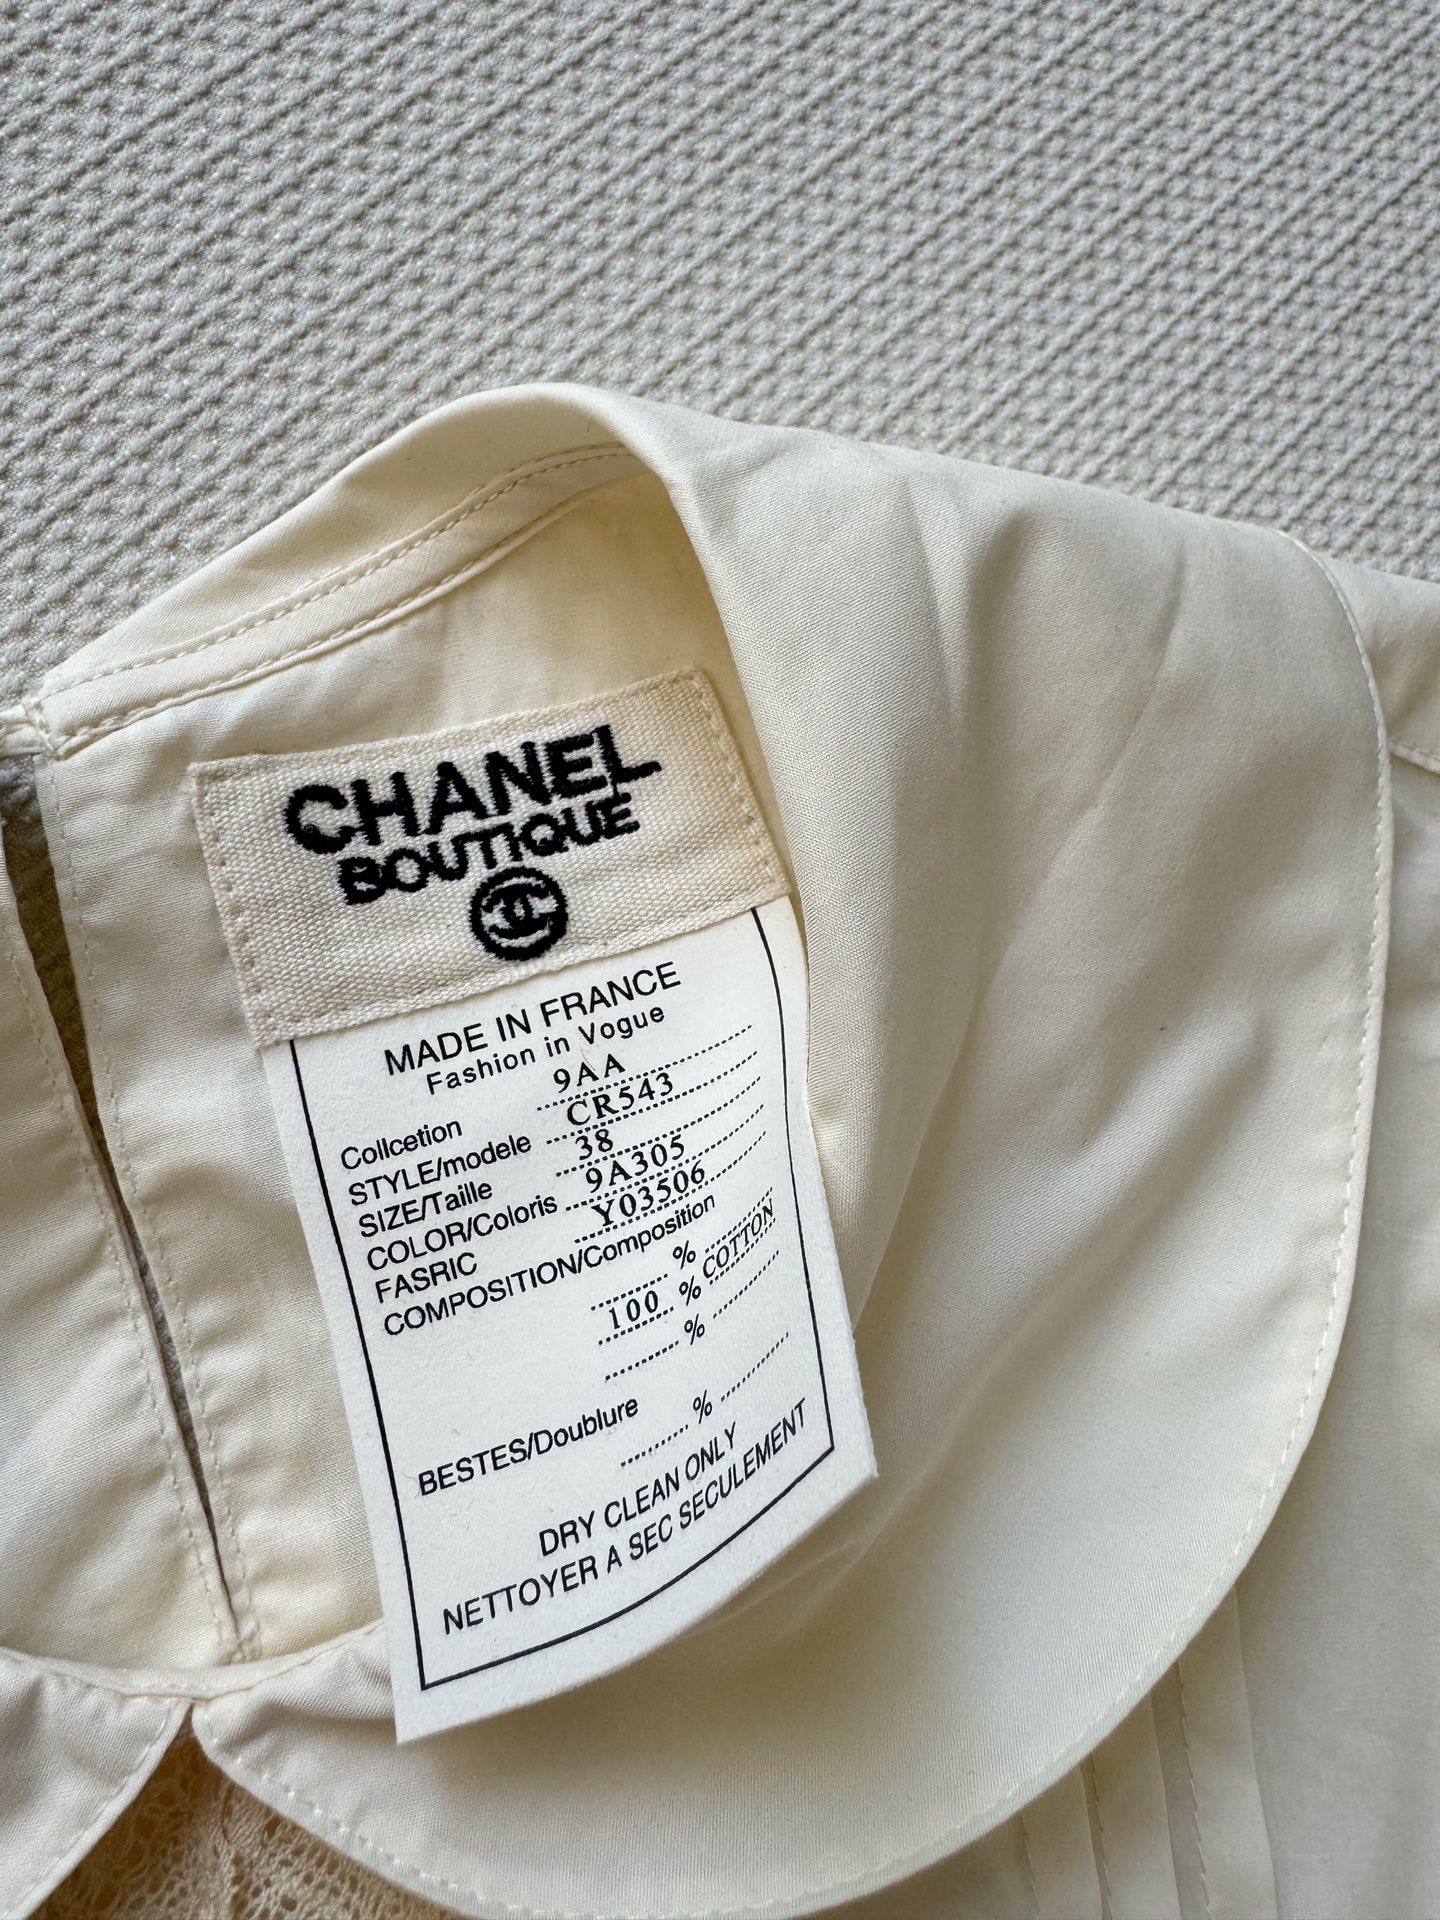 CHANEL
BOUTIQUE
MADE IN FRANCE
Fashion in Vogue
Collcetion 9AA
STYLE/modele CR543
SIZE/Taille 38
COLOR/Coloris 9A305
FASRIC Y03506
COMPOSITION/Composition
%
100 % COTTON
%
BESTES/Doublure %
DRY CLEAN ONLY
NETTOYER A SEC SECULEMENT